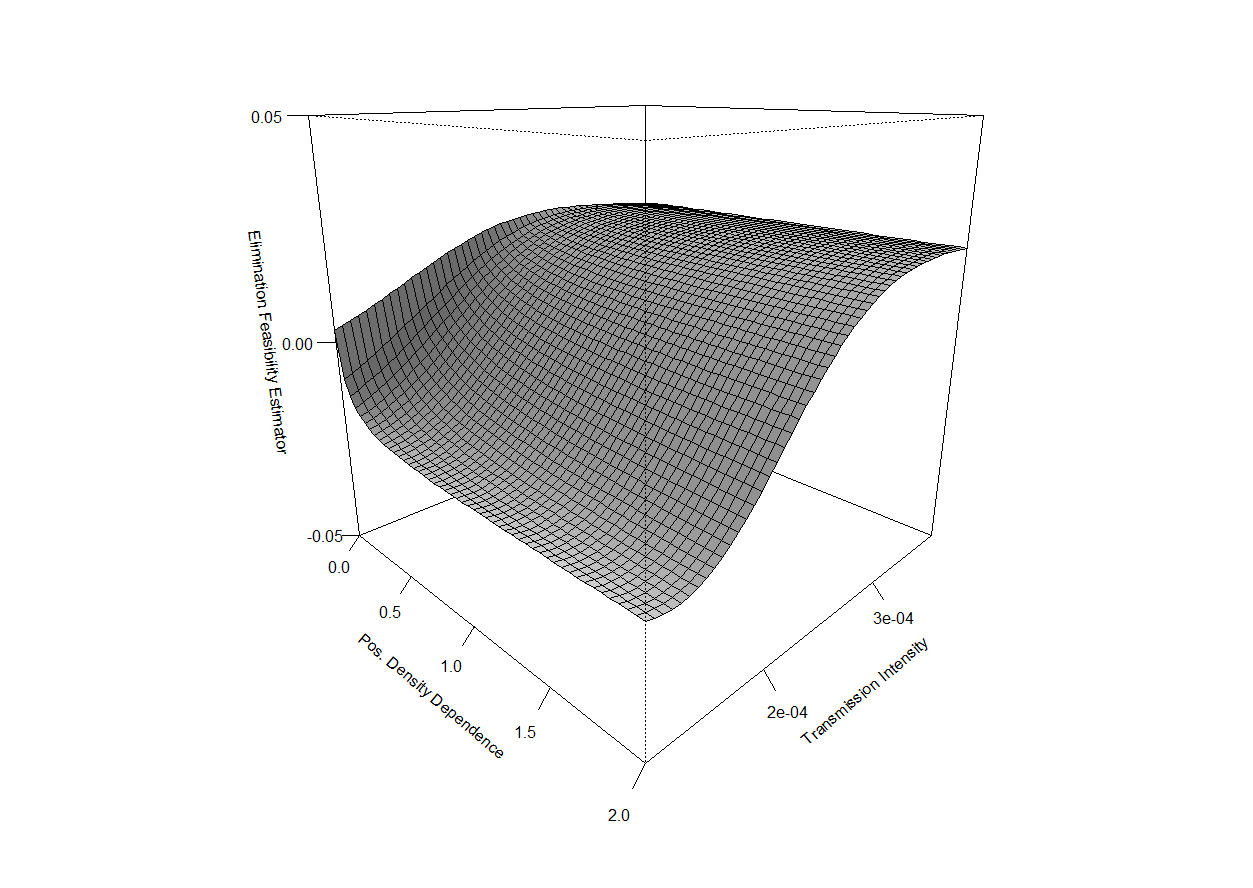 0.05
0.00
-0.05
Elimination Feasibility Estimator
0.0
0.5
1.0
1.5
2.0
Pos. Density Dependence
2e-04
3e-04
Transmission Intensity